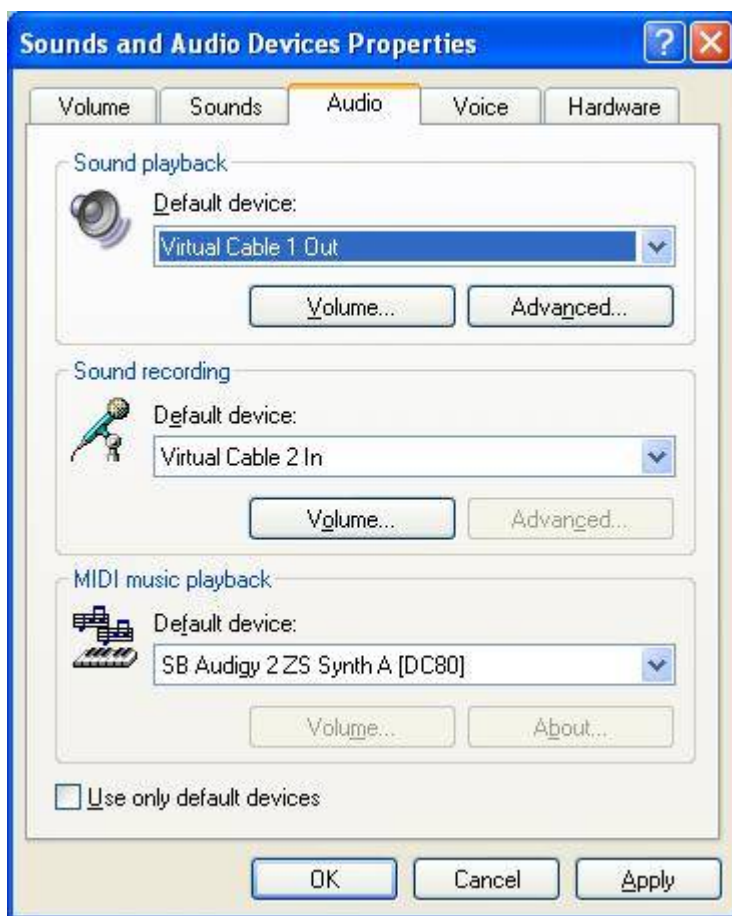 Sounds and Audio Devices Properties
Volume Sounds Audio Voice Hardware
Sound playback
Default device:
Virtual Cable 1 Out
Volume... Advanced...
Sound recording
Default device:
Virtual Cable 2 In
Volume... Advanced...
MIDI music playback
Default device:
SB Audigy 2 ZS Synth A [DC80]
Volume... About...
Use only default devices
OK Cancel Apply